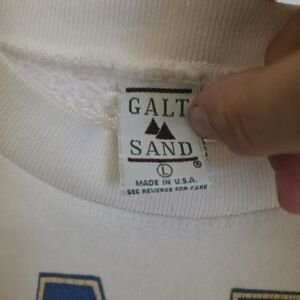 GALT
SAND
®
L
MADE IN U.S.A.
SEE REVERSE FOR CARE